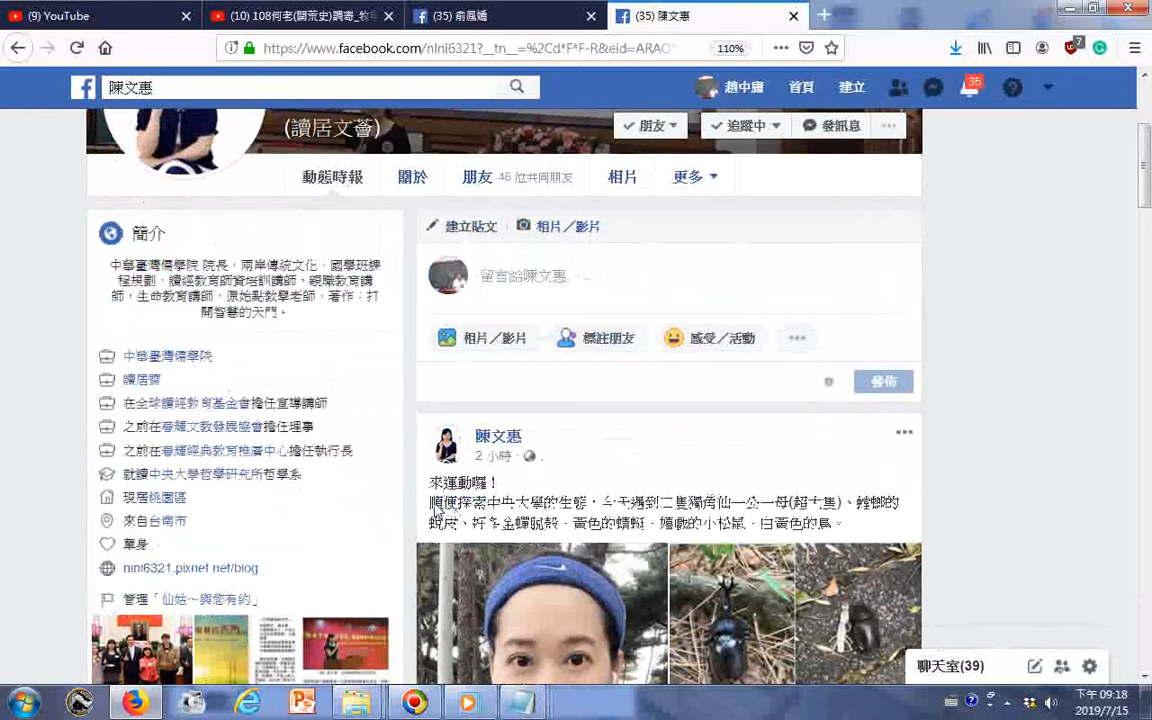 (9) YouTube
(10) 108何老(開荒史)調寄_牧
(35) 俞鳳嬌
(35) 陳文惠
https://www.facebook.com/nini6321?__tn__=%2Cd*F*F-R&eid=ARAO
110%
7
陳文惠
趙中庸
首頁
建立
35
(讀居文薈)
朋友
追蹤中
發訊息
動態時報
關於
朋友 46 位共同朋友
相片
更多
簡介
中華臺灣儒學院 院長，兩岸傳統文化、國學班課
程規劃，讀經教育師資培訓講師，親職教育講
師，生命教育講師，原始點教學老師，著作：打
開智慧的天門。
中華臺灣儒學院
讀居齋
在全球讀經教育基金會擔任宣導講師
之前在春輝文教發展協會擔任理事
之前在春輝經典教育推廣中心擔任執行長
就讀中央大學哲學研究所哲學系
現居桃園區
來自台南市
單身
nini6321.pixnet.net/blog
管理「仙姑～與您有約」
建立貼文
相片／影片
留言給陳文惠......
相片／影片
標註朋友
感受／活動
發佈
陳文惠
2 小時
來運動囉！
順便探索中央大學的生態，今天遇到二隻獨角仙一公一母(超大隻)、螳螂的
蛻皮、好多金蟬脫殼、黃色的蜻蜓、嬉戲的小松鼠、白黃色的鳥。
聊天室(39)
下午 09:18
2019/7/15